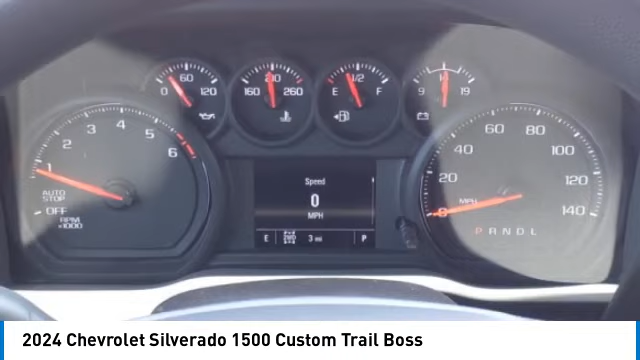 0 60 120
160 210 260
E 1/2 F
9 14 19
1 2 3 4 5 6
AUTO
STOP
OFF
RPM
x1000
Speed
0
MPH
E 2WD 3 mi P
0 20 40 60 80 100 120 140
MPH
P R N D L
2024 Chevrolet Silverado 1500 Custom Trail Boss